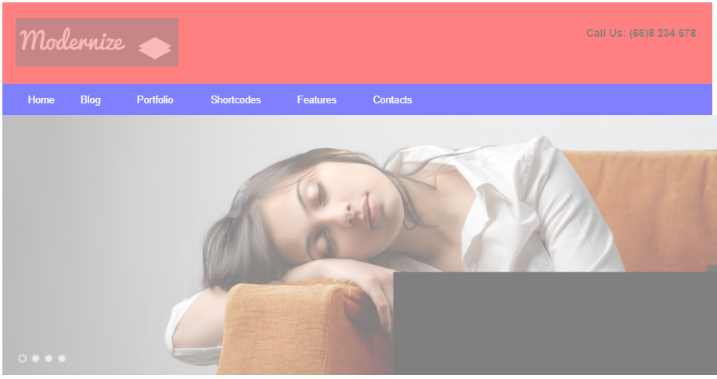 Modernize
Call Us: (66)8 234 678
Home Blog Portfolio Shortcodes Features Contacts